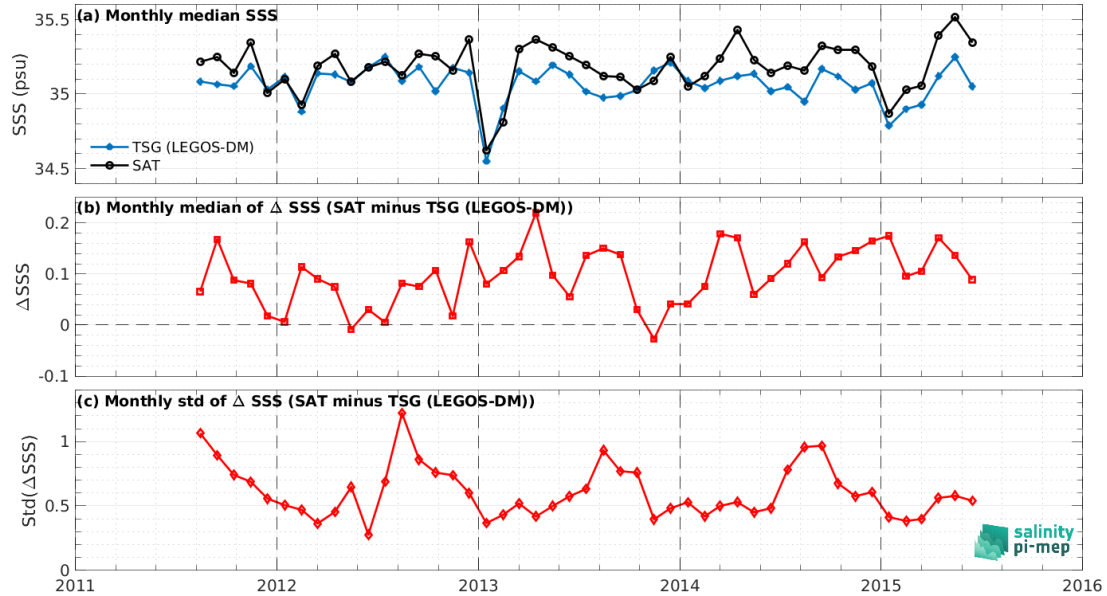 (a) Monthly median SSS
35.5
35
34.5
SSS (psu)
TSG (LEGOS-DM)
SAT
(b) Monthly median of Δ SSS (SAT minus TSG (LEGOS-DM))
0.2
0.1
0
-0.1
ΔSSS
(c) Monthly std of Δ SSS (SAT minus TSG (LEGOS-DM))
1
0.5
0
Std(ΔSSS)
salinity
pi-mep
2011 2012 2013 2014 2015 2016